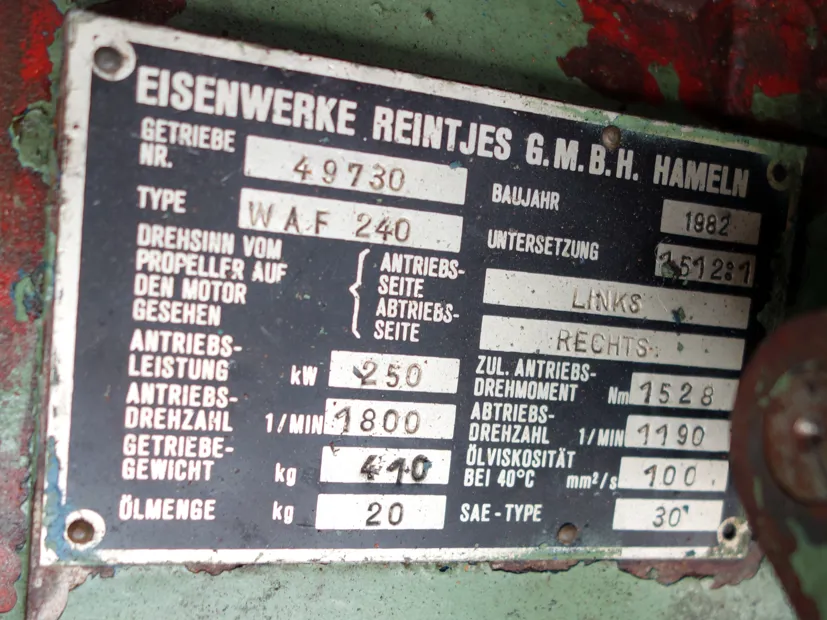 EISENWERKE REINTJES G.M.B.H. HAMELN
GETRIEBE NR. 49730
BAUJAHR 1982
TYPE WAF 240
UNTERSETZUNG 1512:1
DREHSINN VOM
PROPELLER AUF
DEN MOTOR
GESEHEN
ANTRIEBS-
SEITE LINKS
ABTRIEBS-
SEITE RECHTS
ANTRIEBS-
LEISTUNG kW 250
ZUL. ANTRIEBS-
DREHMOMENT Nm 1528
ANTRIEBS-
DREHZAHL 1/MIN 1800
ABTRIEBS-
DREHZAHL 1/MIN 1190
GETRIEBE-
GEWICHT kg 410
ÖLVISKOSITÄT
BEI 40°C mm²/s 100
ÖLMENGE kg 20
SAE-TYPE 30